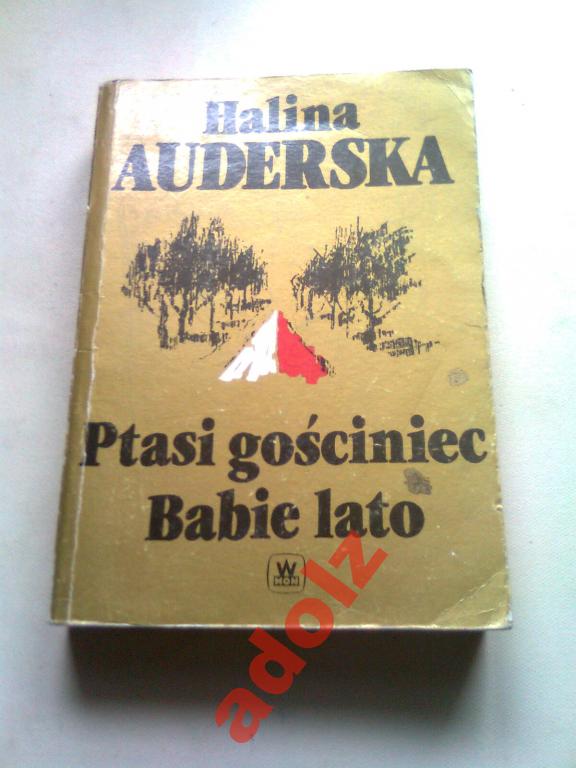 Halina
AUDERSKA
Ptasi gościniec
Babie lato
W
MON
adolz